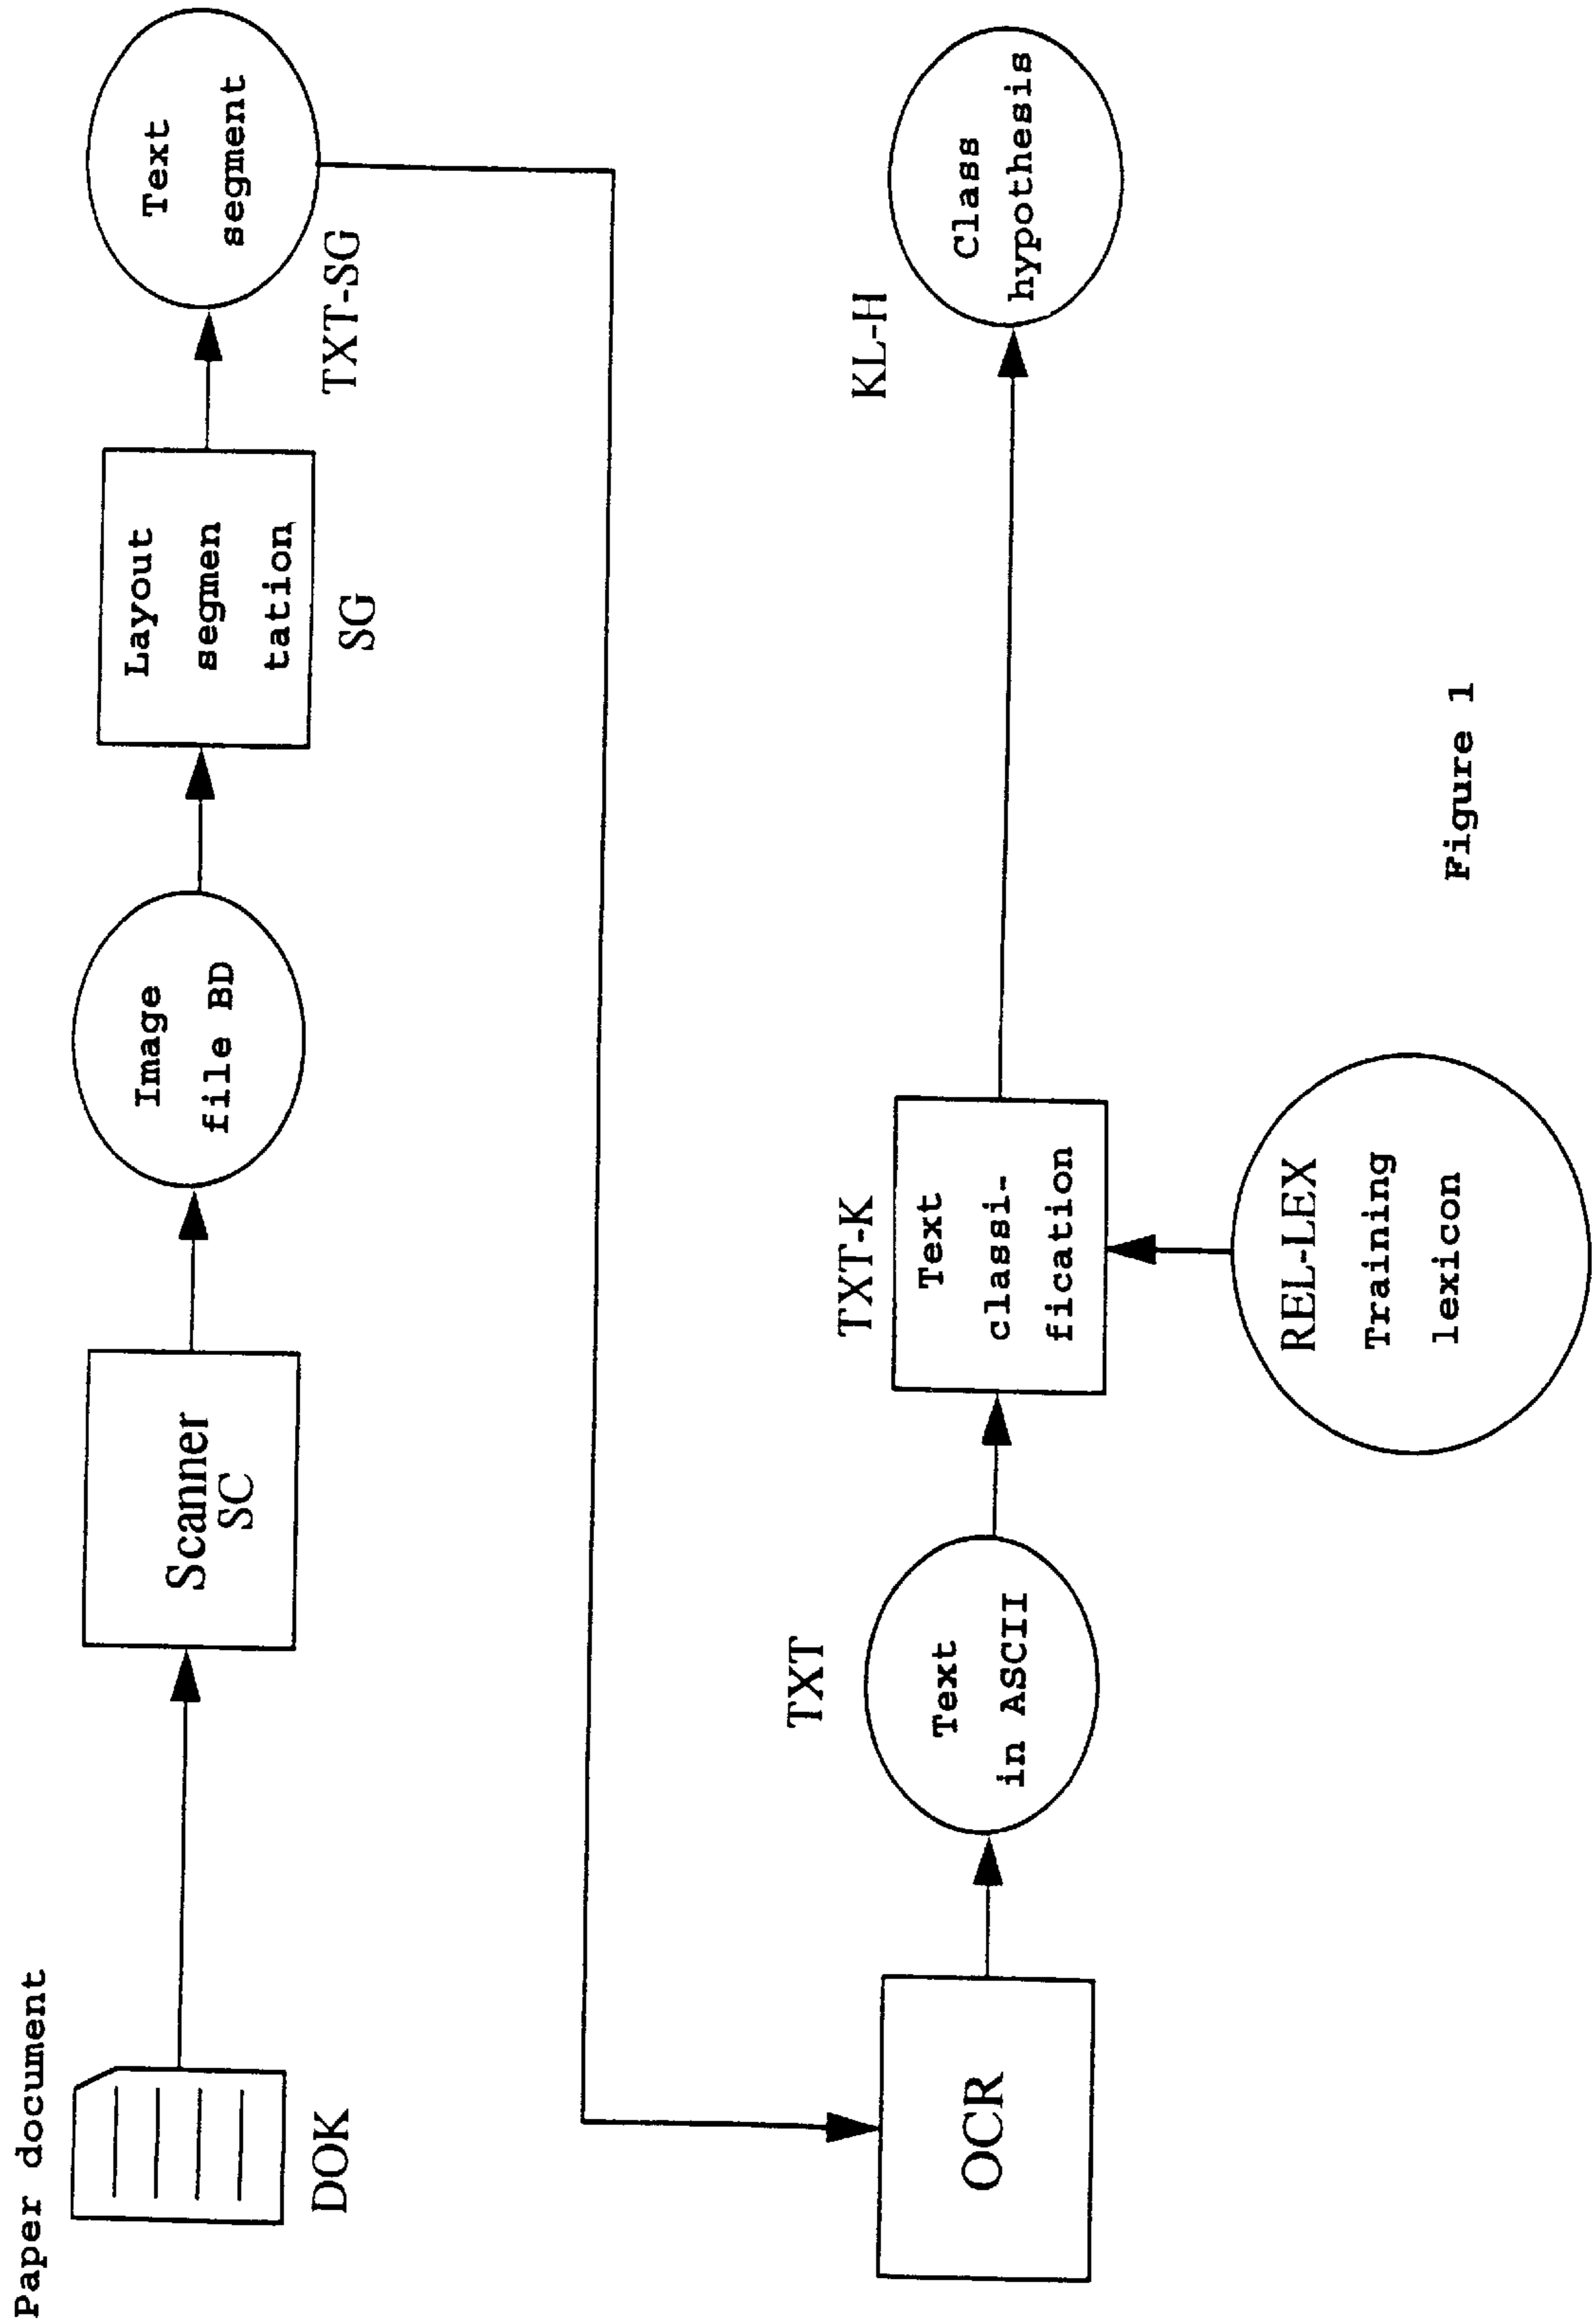 Paper document
DOK
Scanner
SC
Image
file BD
Layout
segmen
tation
SG
Text
segment
TXT-SG
OCR
TXT
Text
in ASCII
TXT-K
Text
classi-
fication
REL-LEX
Training
lexicon
KL-H
Class
hypothesis
Figure 1